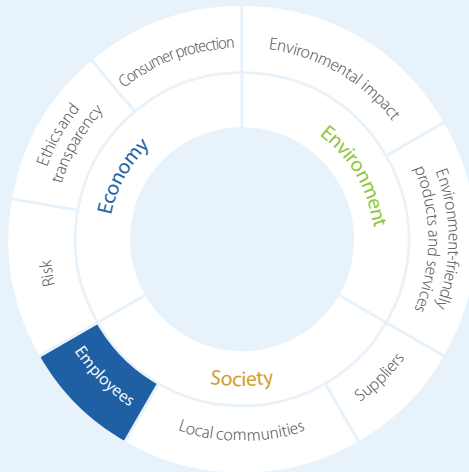 Consumer protection
Environmental impact
Ethics and
transparency
Economy
Environment
Environment-friendly
products and services
Risk
Employees
Society
Suppliers
Local communities